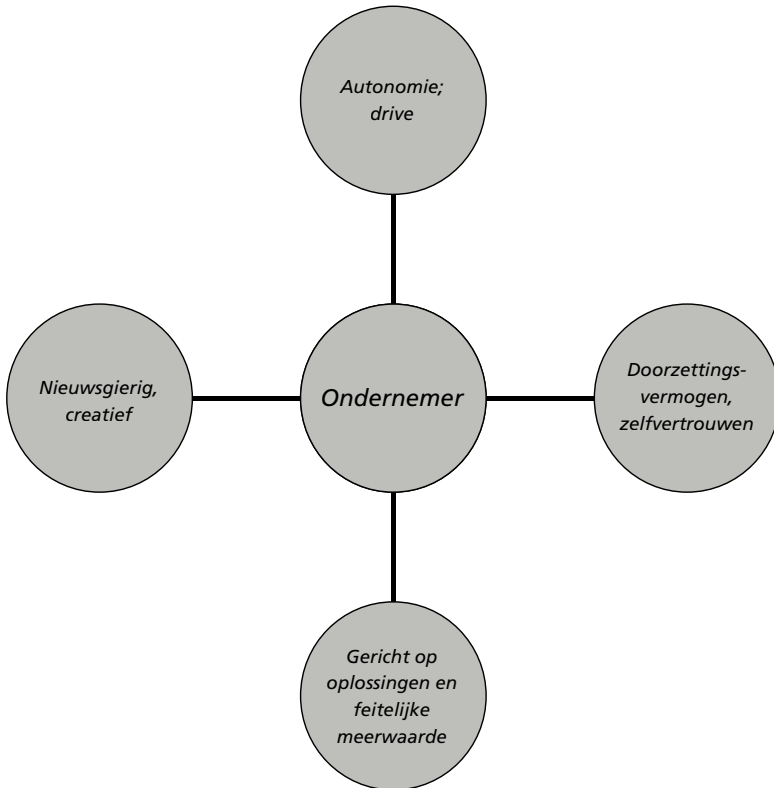 Autonomie;
drive
Nieuwsgierig,
creatief
Ondernemer
Doorzettings-
vermogen,
zelfvertrouwen
Gericht op
oplossingen en
feitelijke
meerwaarde